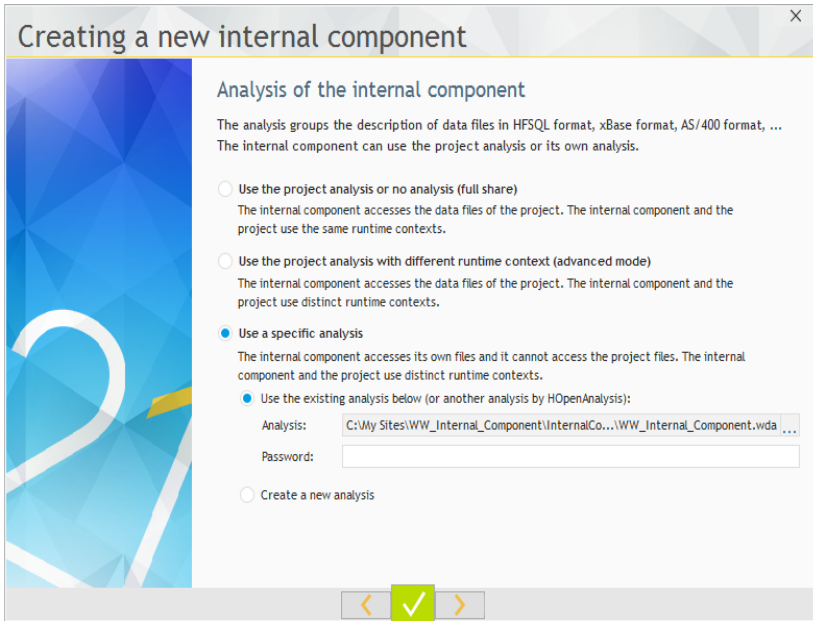 Creating a new internal component
Analysis of the internal component
The analysis groups the description of data files in HFSQL format, xBase format, AS/400 format, ...
The internal component can use the project analysis or its own analysis.
Use the project analysis or no analysis (full share)
The internal component accesses the data files of the project. The internal component and the
project use the same runtime contexts.
Use the project analysis with different runtime context (advanced mode)
The internal component accesses the data files of the project. The internal component and the
project use distinct runtime contexts.
Use a specific analysis
The internal component accesses its own files and it cannot access the project files. The internal
component and the project use distinct runtime contexts.
Use the existing analysis below (or another analysis by HOpenAnalysis):
Analysis: C:\My Sites\WW_Internal_Component\InternalCo...\WW_Internal_Component.wda ...
Password:
Create a new analysis
21